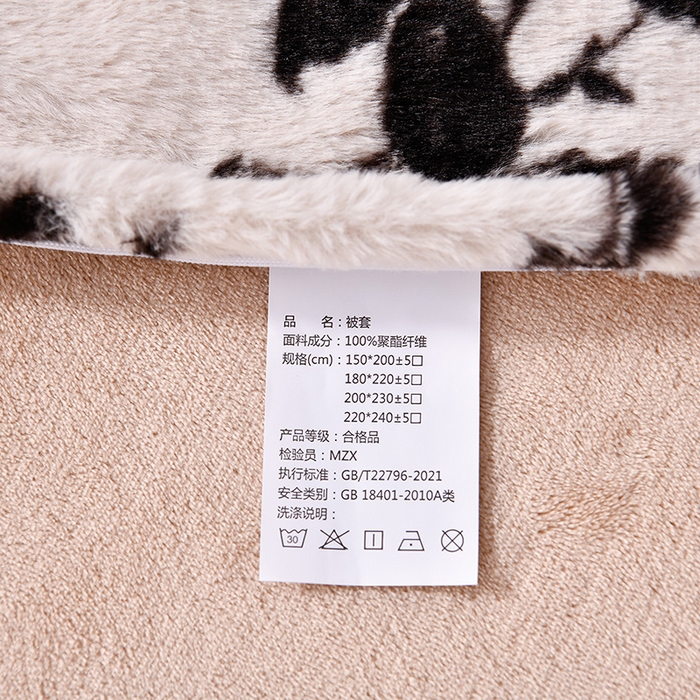 品 名：被套
面料成分：100%聚酯纤维
规格(cm)：150*200±5□
180*220±5□
200*230±5□
220*240±5□
产品等级：合格品
检验员：MZX
执行标准：GB/T22796-2021
安全类别：GB 18401-2010A类
洗涤说明：
30